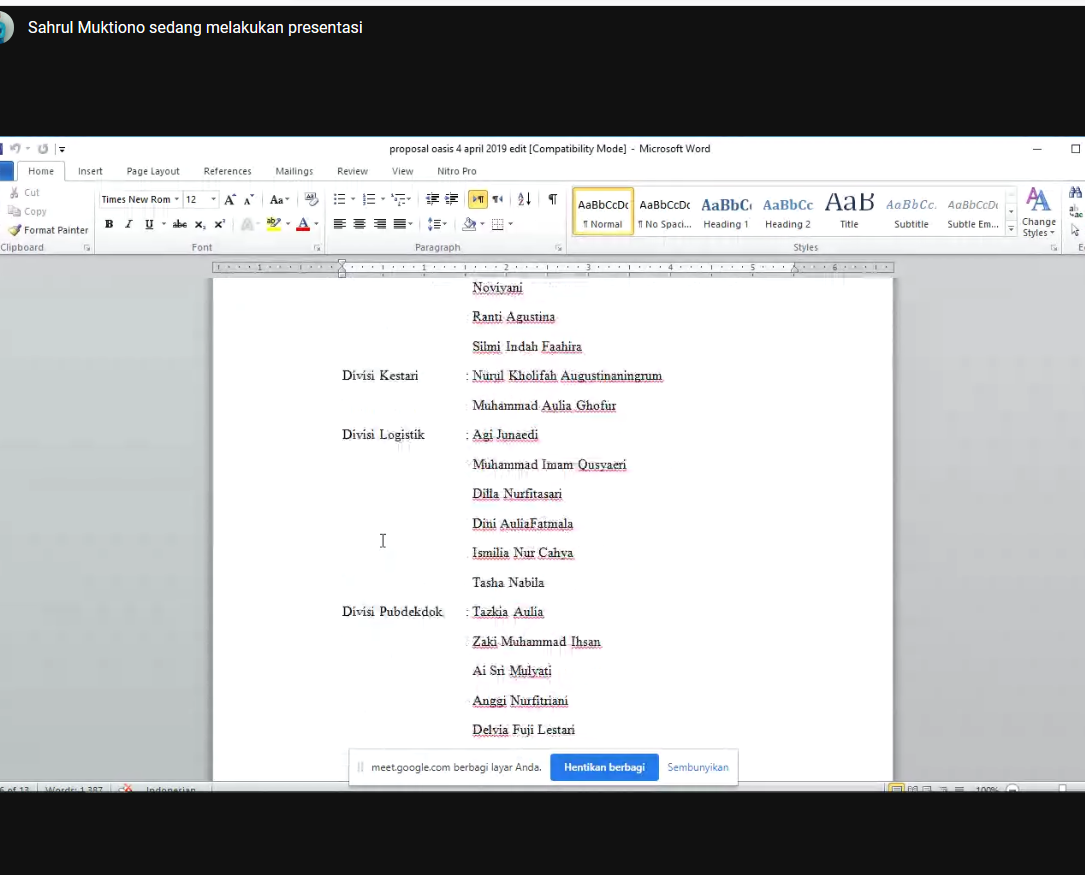 Sahrul Muktiono sedang melakukan presentasi
proposal oasis 4 april 2019 edit [Compatibility Mode] - Microsoft Word
Home Insert Page Layout References Mailings Review View Nitro Pro
Cut
Copy
Format Painter
Clipboard
Times New Rom 12
Font
Paragraph
AaBbCcDc AaBbCcDc AaBbC AaBbCc AaB AaBbCc. AaBbCcDc
¶ Normal ¶ No Spaci... Heading 1 Heading 2 Title Subtitle Subtle Em...
Change
Styles
Styles
1 1 2 3 4 5 6
Noviyani
Ranti Agustina
Silmi Indah Faahira
Divisi Kestari : Nurul Kholifah Augustinaningrum
Muhammad Aulia Ghofur
Divisi Logistik : Agi Junaedi
Muhammad Imam Qusyaeri
Dilla Nurfitasari
Dini AuliaFatmala
Ismilia Nur Cahya
Tasha Nabila
Divisi Pubdekdok : Tazkia Aulia
Zaki Muhammad Ihsan
Ai Sri Mulyati
Anggi Nurfitriani
Delvia Fuji Lestari
meet.google.com berbagi layar Anda. Hentikan berbagi Sembunyikan
of 13 Words: 1,387 Indonesian 100%